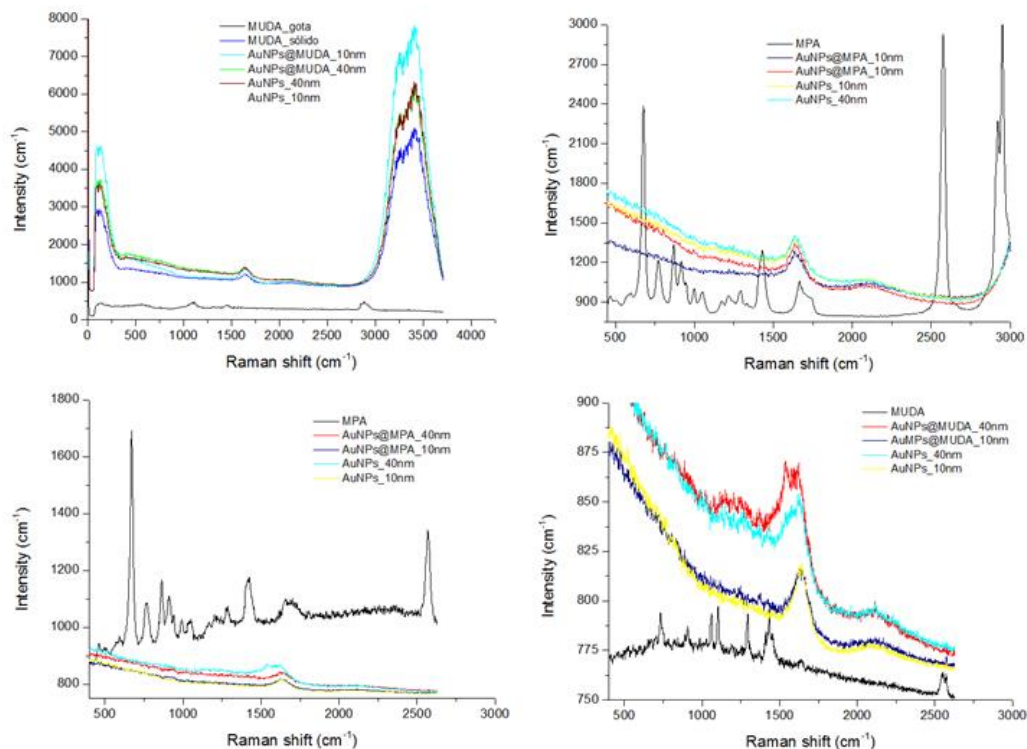 8000
7000
6000
5000
4000
3000
2000
1000
0
Intensity (cm-1)
MUDA_gota
MUDA_sólido
AuNPs@MUDA_10nm
AuNPs@MUDA_40nm
AuNPs_40nm
AuNPs_10nm
0 500 1000 1500 2000 2500 3000 3500 4000
Raman shift (cm-1)
3000
2700
2400
2100
1800
1500
1200
900
Intensity (cm-1)
MPA
AuNPs@MPA_10nm
AuNPs@MPA_10nm
AuNPs_10nm
AuNPs_40nm
500 1000 1500 2000 2500 3000
Raman shift (cm-1)
1800
1600
1400
1200
1000
800
Intensity (cm-1)
MPA
AuNPs@MPA_40nm
AuNPs@MPA_10nm
AuNPs_40nm
AuNPs_10nm
500 1000 1500 2000 2500 3000
Raman shift (cm-1)
900
875
850
825
800
775
750
Intensity (cm-1)
MUDA
AuNPs@MUDA_40nm
AuMPs@MUDA_10nm
AuNPs_40nm
AuNPs_10nm
500 1000 1500 2000 2500 3000
Raman shift (cm-1)